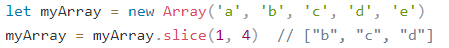 let myArray = new Array('a', 'b', 'c', 'd', 'e')
myArray = myArray.slice(1, 4)  // ["b", "c", "d"]